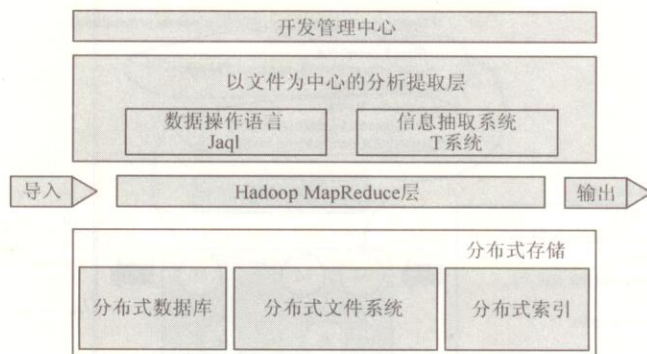 开发管理中心
以文件为中心的分析提取层
数据操作语言
Jaql
信息抽取系统
T系统
导入
Hadoop MapReduce层
输出
分布式存储
分布式数据库
分布式文件系统
分布式索引